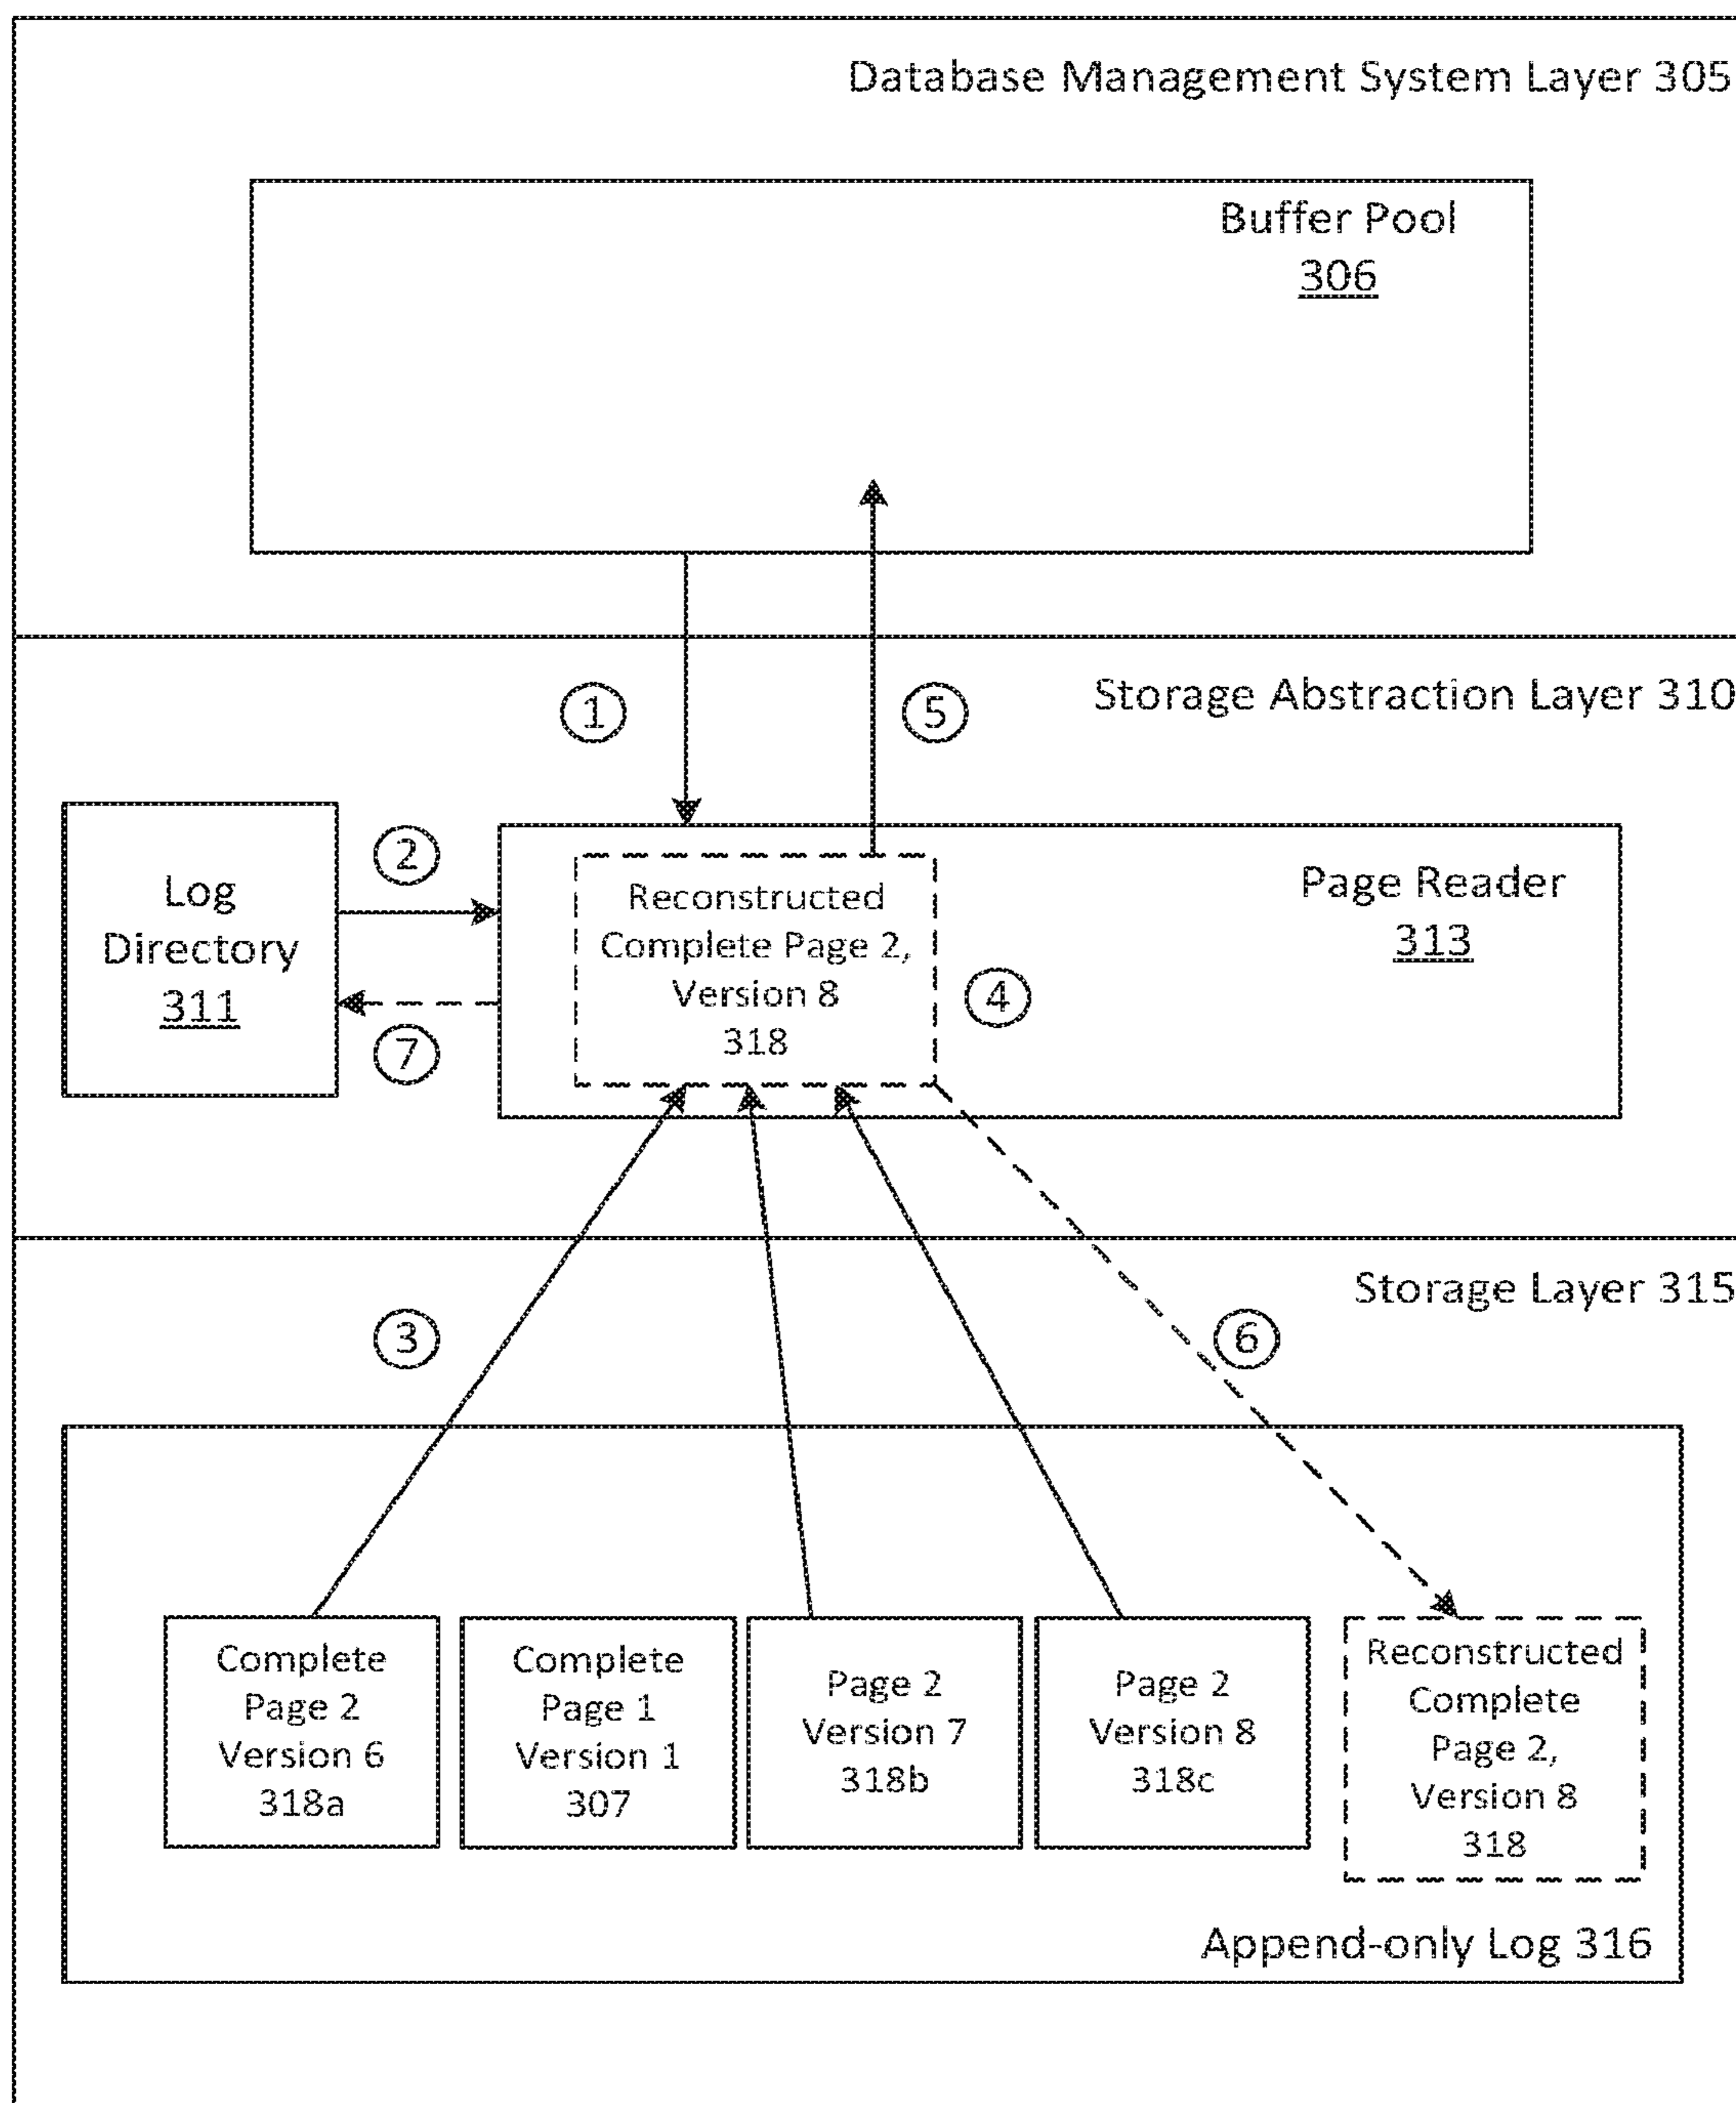 Database Management System Layer 305
Buffer Pool
306
Storage Abstraction Layer 310
1
5
Log
Directory
311
2
7
Reconstructed
Complete Page 2,
Version 8
318
4
Page Reader
313
Storage Layer 315
3
6
Complete
Page 2
Version 6
318a
Complete
Page 1
Version 1
307
Page 2
Version 7
318b
Page 2
Version 8
318c
Reconstructed
Complete
Page 2,
Version 8
318
Append-only Log 316